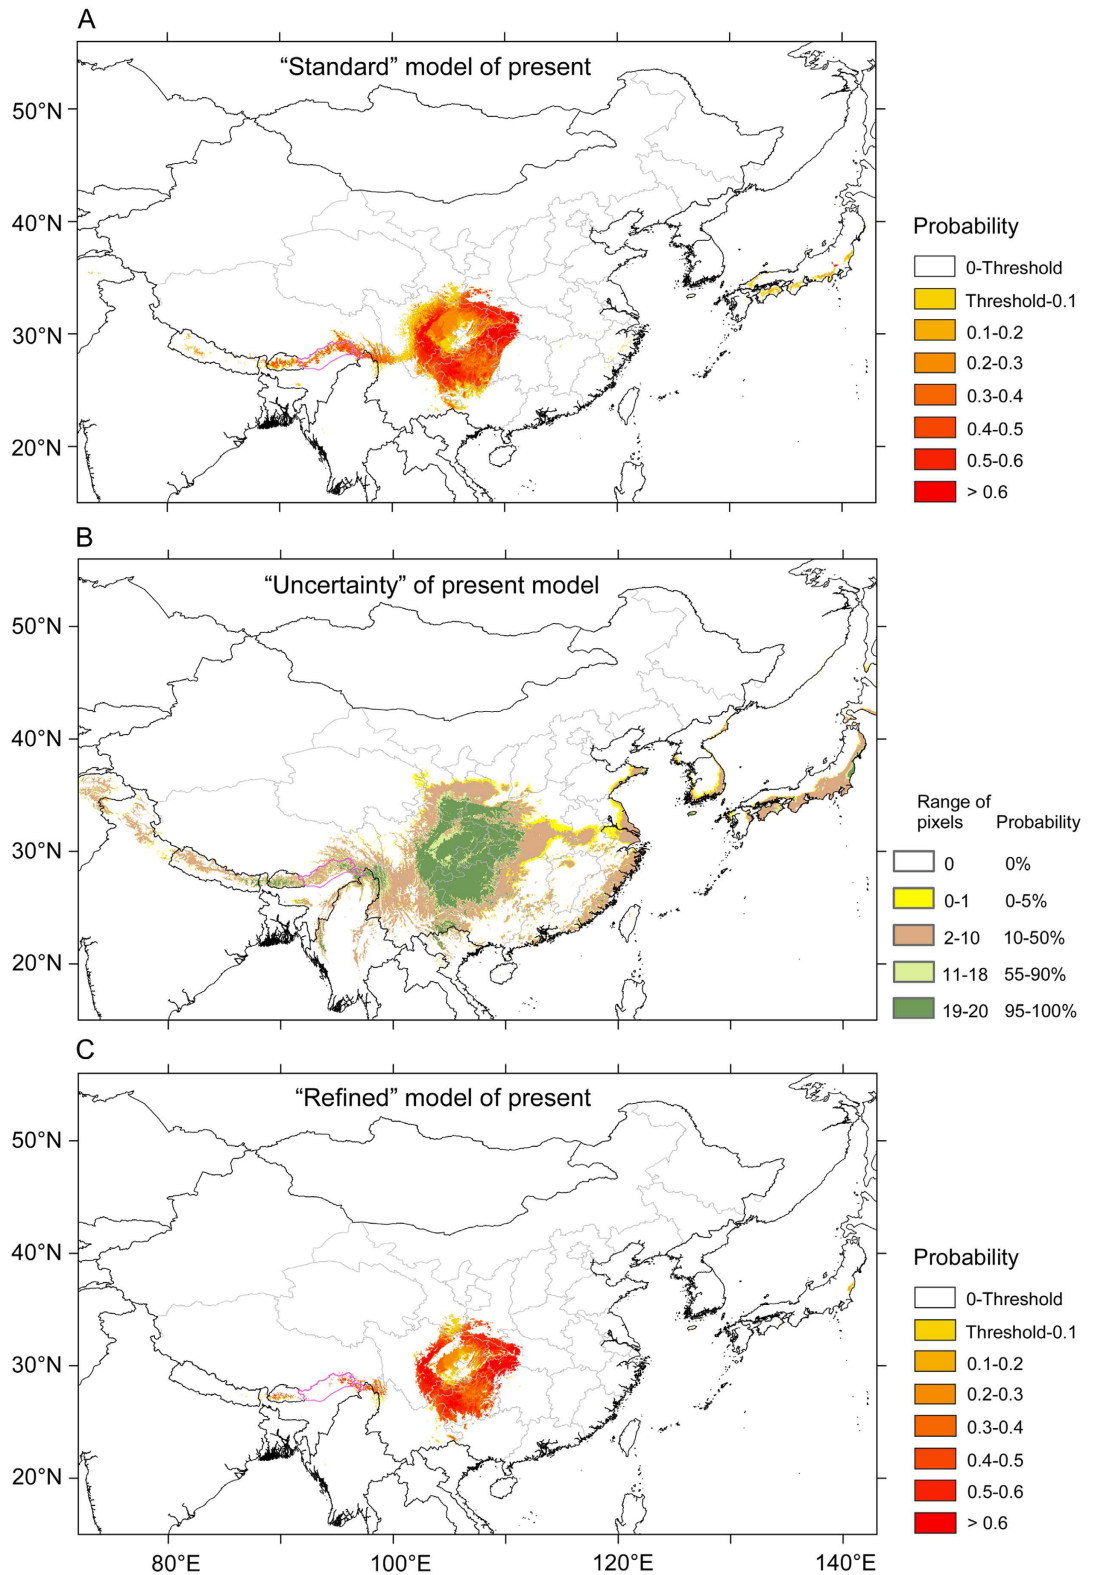 A
“Standard” model of present
50°N
40°N
30°N
20°N
Probability
0-Threshold
Threshold-0.1
0.1-0.2
0.2-0.3
0.3-0.4
0.4-0.5
0.5-0.6
> 0.6
B
“Uncertainty” of present model
50°N
40°N
30°N
20°N
Range of
pixels Probability
0 0%
0-1 0-5%
2-10 10-50%
11-18 55-90%
19-20 95-100%
C
“Refined” model of present
50°N
40°N
30°N
20°N
80°E 100°E 120°E 140°E
Probability
0-Threshold
Threshold-0.1
0.1-0.2
0.2-0.3
0.3-0.4
0.4-0.5
0.5-0.6
> 0.6